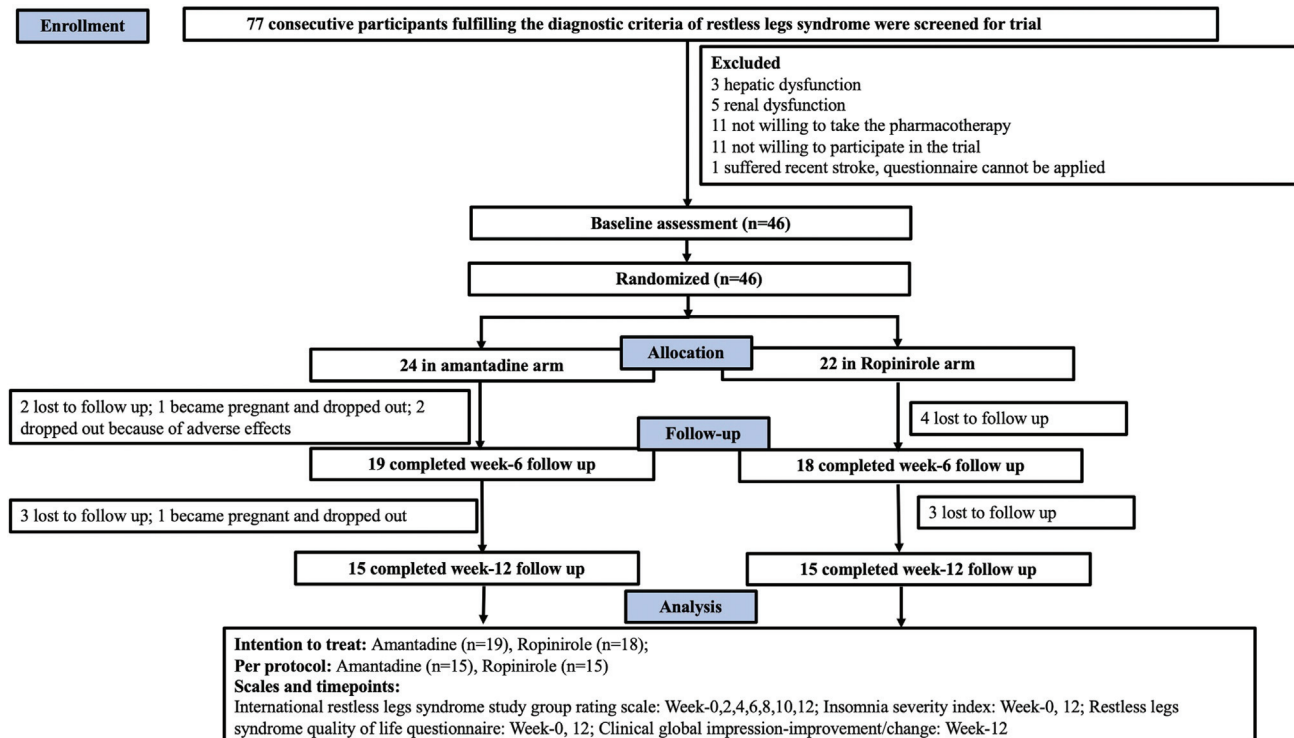 Enrollment
77 consecutive participants fulfilling the diagnostic criteria of restless legs syndrome were screened for trial
Excluded
3 hepatic dysfunction
5 renal dysfunction
11 not willing to take the pharmacotherapy
11 not willing to participate in the trial
1 suffered recent stroke, questionnaire cannot be applied
Baseline assessment (n=46)
Randomized (n=46)
Allocation
24 in amantadine arm
22 in Ropinirole arm
2 lost to follow up; 1 became pregnant and dropped out; 2
dropped out because of adverse effects
4 lost to follow up
Follow-up
19 completed week-6 follow up
18 completed week-6 follow up
3 lost to follow up; 1 became pregnant and dropped out
3 lost to follow up
15 completed week-12 follow up
15 completed week-12 follow up
Analysis
Intention to treat: Amantadine (n=19), Ropinirole (n=18);
Per protocol: Amantadine (n=15), Ropinirole (n=15)
Scales and timepoints:
International restless legs syndrome study group rating scale: Week-0,2,4,6,8,10,12; Insomnia severity index: Week-0, 12; Restless legs
syndrome quality of life questionnaire: Week-0, 12; Clinical global impression-improvement/change: Week-12